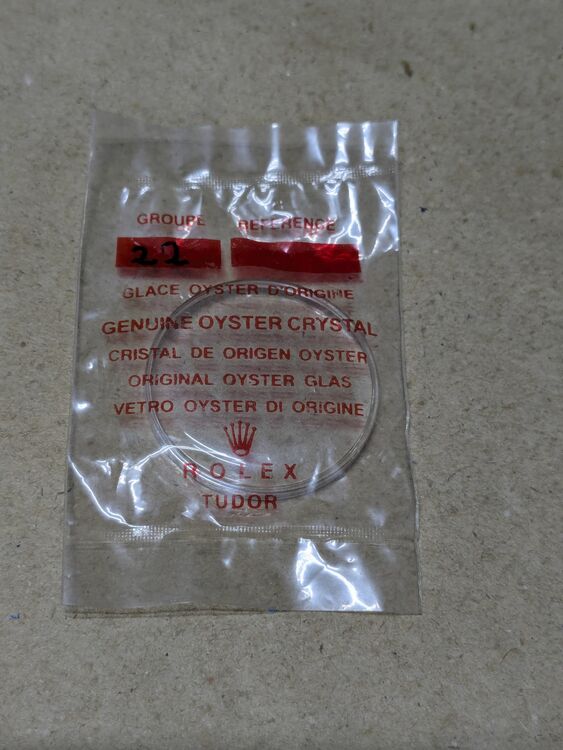 GROUPE REFERENCE
22
GLACE OYSTER D'ORIGINE
GENUINE OYSTER CRYSTAL
CRISTAL DE ORIGEN OYSTER
ORIGINAL OYSTER GLAS
VETRO OYSTER DI ORIGINE
ROLEX
TUDOR